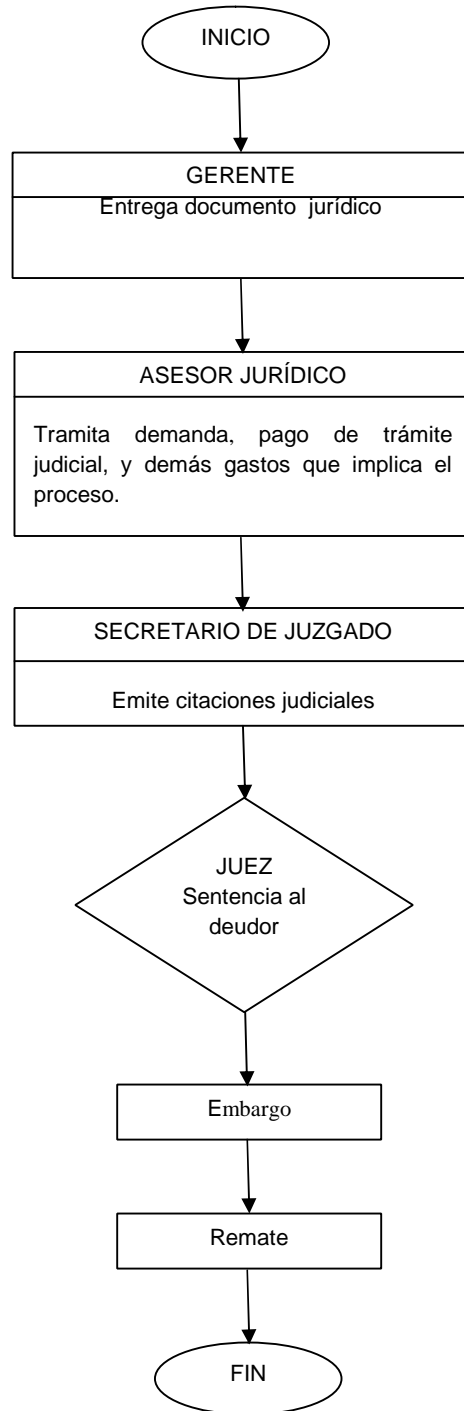 INICIO
GERENTE
Entrega documento jurídico
ASESOR JURÍDICO
Tramita demanda, pago de trámite
judicial, y demás gastos que implica el
proceso.
SECRETARIO DE JUZGADO
Emite citaciones judiciales
JUEZ
Sentencia al
deudor
Embargo
Remate
FIN